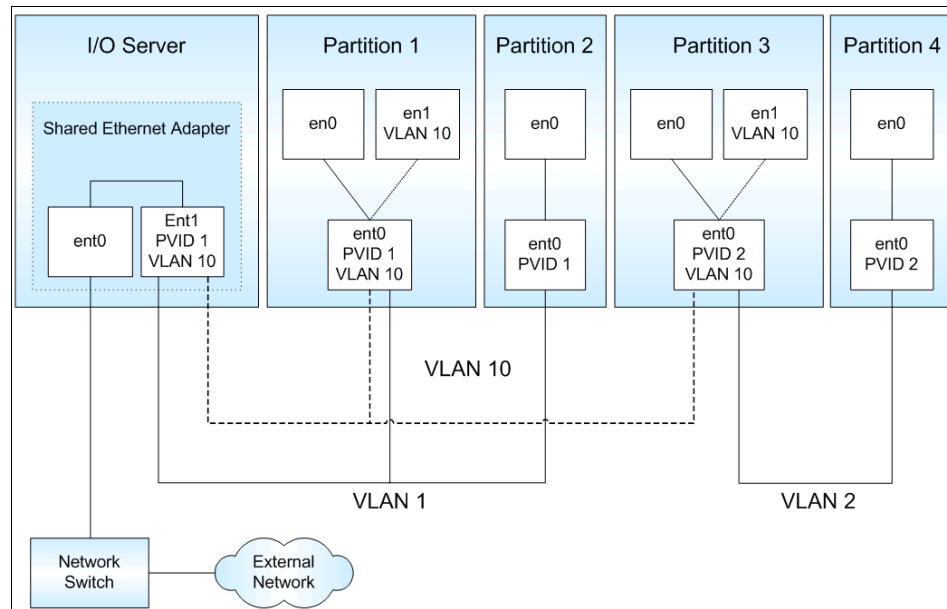 I/O Server
Partition 1
Partition 2
Partition 3
Partition 4
Shared Ethernet Adapter
en0
en1
VLAN 10
en0
en0
en1
VLAN 10
en0
ent0
Ent1
PVID 1
VLAN 10
ent0
PVID 1
VLAN 10
ent0
PVID 1
ent0
PVID 2
VLAN 10
ent0
PVID 2
VLAN 10
VLAN 1
VLAN 2
Network
Switch
External
Network